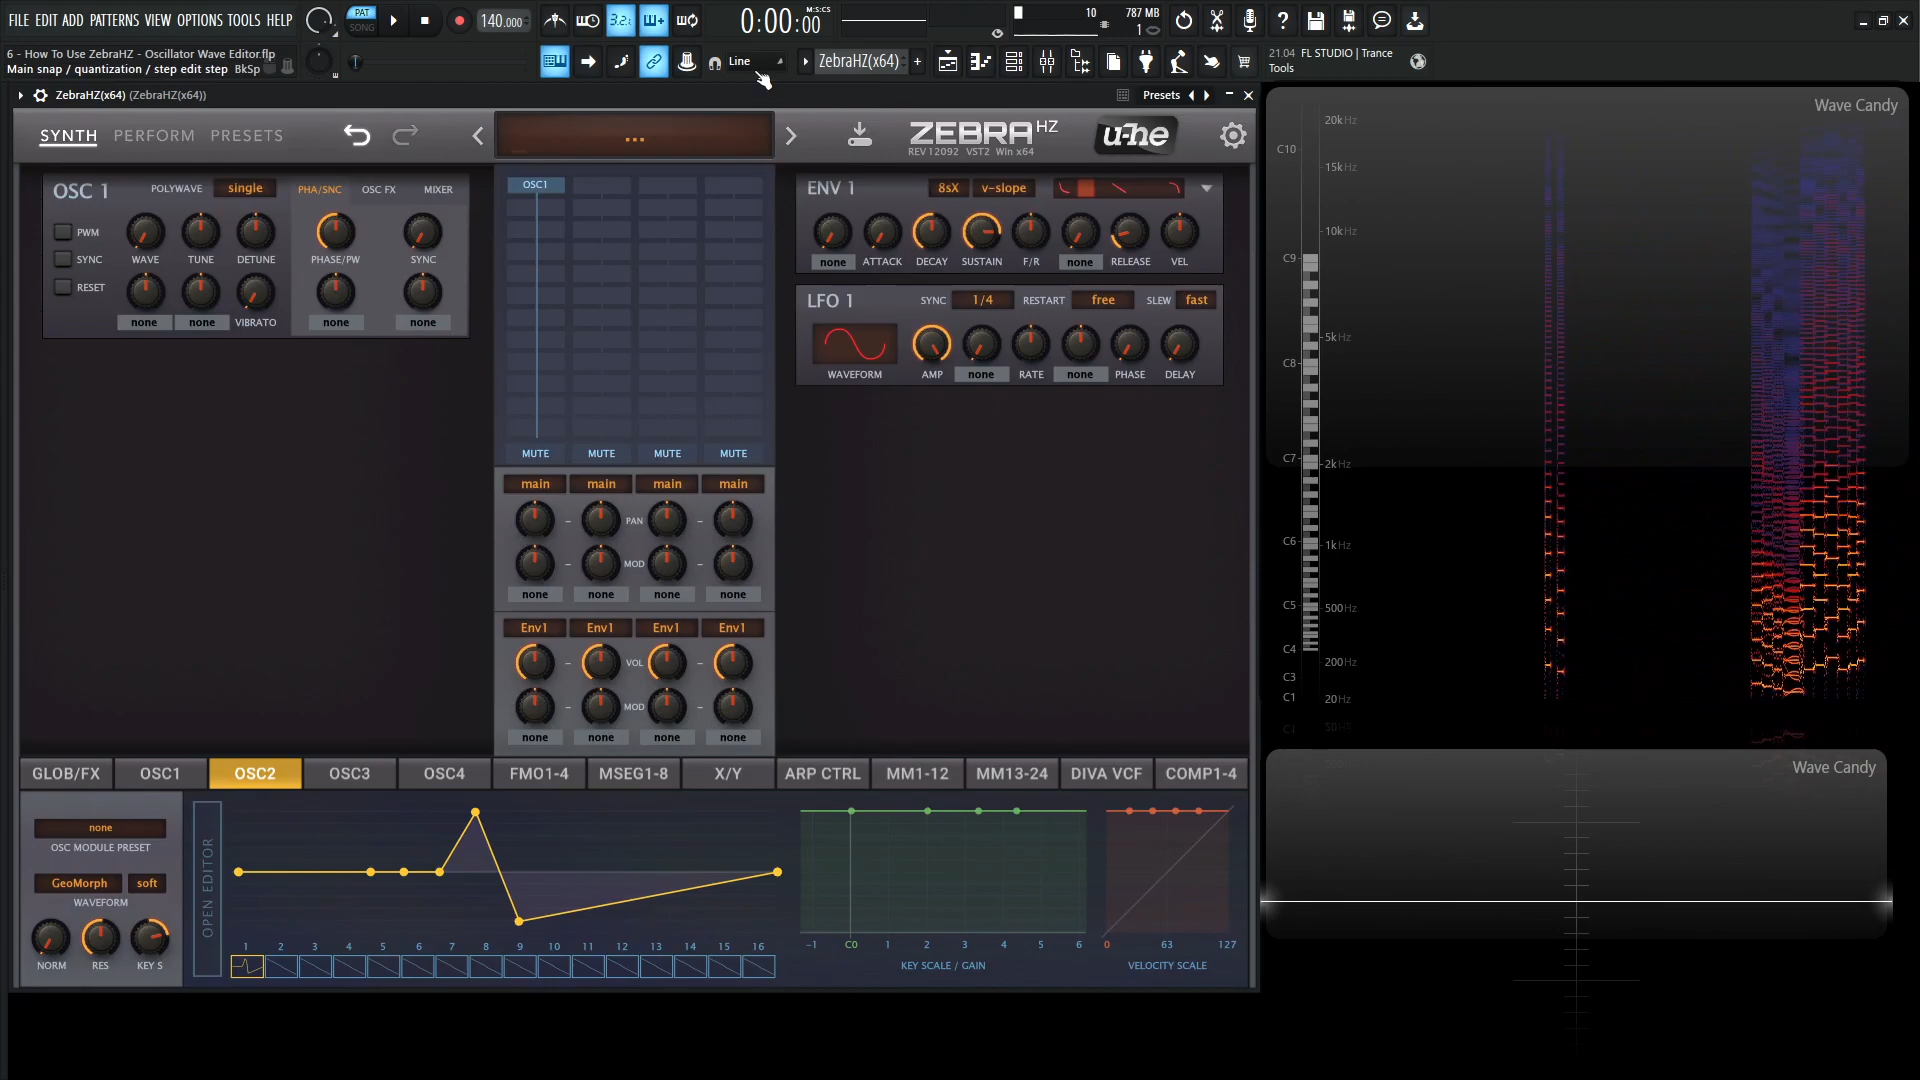 FILE EDIT ADD PATTERNS VIEW OPTIONS TOOLS HELP
PAT
SONG
140.000
3.2.
0:00:00
M:S:CS
10
787 MB
1
6 - How To Use ZebraHZ - Oscillator Wave Editor.flp
Main snap / quantization / step edit step BkSp
Line
ZebraHZ(x64)
21.04 FL STUDIO | Trance
Tools
ZebraHZ(x64) (ZebraHZ(x64))
Presets
SYNTH PERFORM PRESETS
...
ZEBRA HZ
REV 12092 VST2 Win x64
u-he
OSC 1
POLYWAVE single
PHA/SNC OSC FX MIXER
PWM
SYNC
RESET
WAVE TUNE DETUNE PHASE/PW SYNC
none none VIBRATO none none
OSC1
MUTE MUTE MUTE MUTE
main main main main
PAN
MOD
none none none none
Env1 Env1 Env1 Env1
VOL
MOD
none none none none
ENV 1
8sX v-slope
none ATTACK DECAY SUSTAIN F/R none RELEASE VEL
LFO 1
SYNC 1/4 RESTART free SLEW fast
WAVEFORM AMP none RATE none PHASE DELAY
GLOB/FX OSC1 OSC2 OSC3 OSC4 FMO1-4 MSEG1-8 X/Y ARP CTRL MM1-12 MM13-24 DIVA VCF COMP1-4
none
OSC MODULE PRESET
GeoMorph soft
WAVEFORM
NORM RES KEY S
OPEN EDITOR
1 2 3 4 5 6 7 8 9 10 11 12 13 14 15 16
-1 C0 1 2 3 4 5 6
KEY SCALE / GAIN
0 63 127
VELOCITY SCALE
Wave Candy
20kHz
C10
15kHz
10kHz
C9
5kHz
C8
C7
2kHz
C6
1kHz
C5
500Hz
C4
200Hz
C3
C1
20Hz
Wave Candy